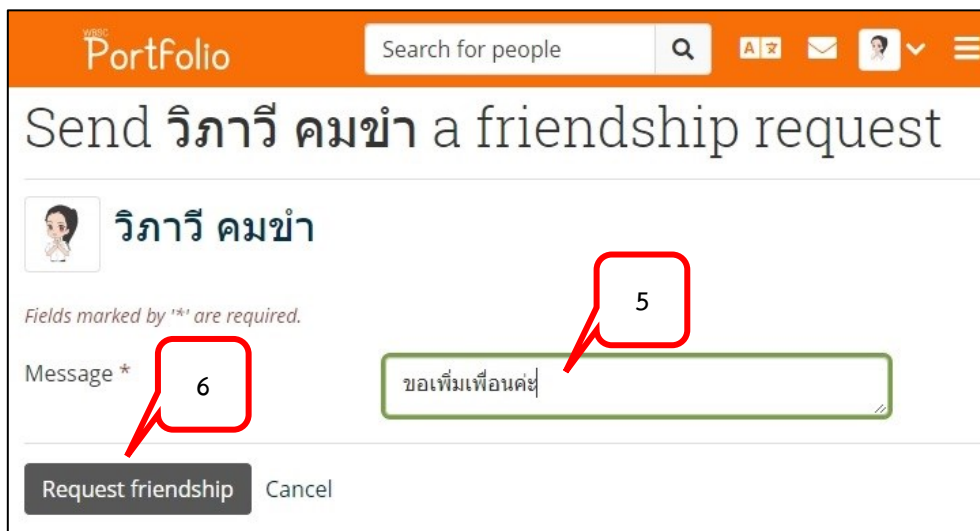 WBSC
Portfolio
Search for people
Send วิภาวี คมขำ a friendship request
วิภาวี คมขำ
Fields marked by '*' are required.
5
Message *
6
ขอเพิ่มเพื่อนค่ะ
Request friendship Cancel